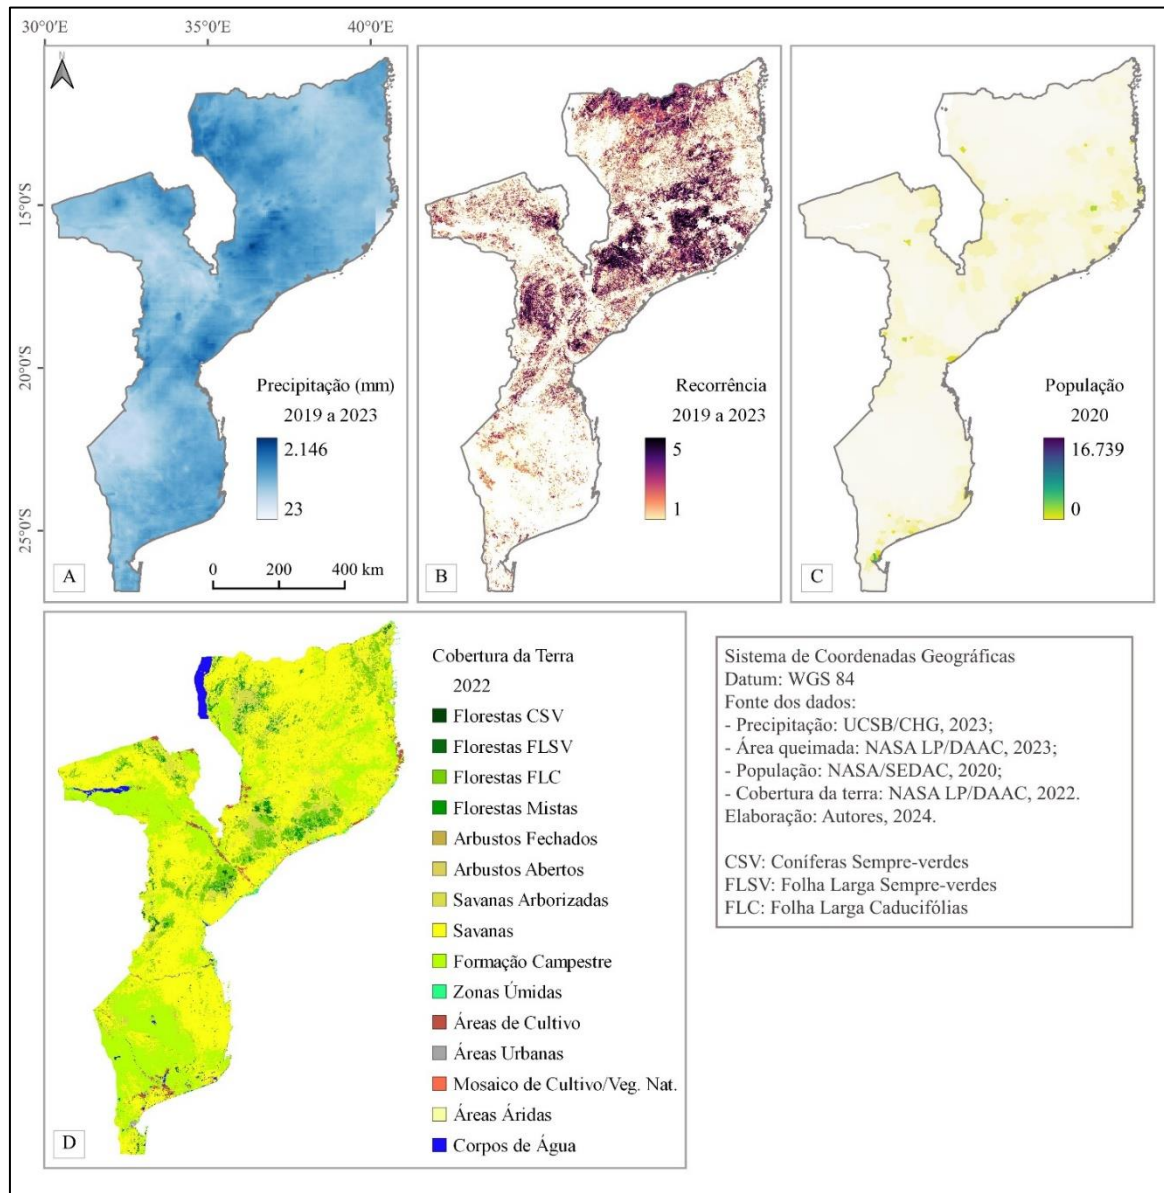 30°0'E 35°0'E 40°0'E
N
15°0'S
20°0'S
25°0'S
Precipitação (mm)
2019 a 2023
2.146
23
0 200 400 km
A
Recorrência
2019 a 2023
5
1
B
População
2020
16.739
0
C
Cobertura da Terra
2022
Florestas CSV
Florestas FLSV
Florestas FLC
Florestas Mistas
Arbustos Fechados
Arbustos Abertos
Savanas Arborizadas
Savanas
Formação Campestre
Zonas Úmidas
Áreas de Cultivo
Áreas Urbanas
Mosaico de Cultivo/Veg. Nat.
Áreas Áridas
Corpos de Água
D
Sistema de Coordenadas Geográficas
Datum: WGS 84
Fonte dos dados:
- Precipitação: UCSB/CHG, 2023;
- Área queimada: NASA LP/DAAC, 2023;
- População: NASA/SEDAC, 2020;
- Cobertura da terra: NASA LP/DAAC, 2022.
Elaboração: Autores, 2024.
CSV: Coníferas Sempre-verdes
FLSV: Folha Larga Sempre-verdes
FLC: Folha Larga Caducifólias